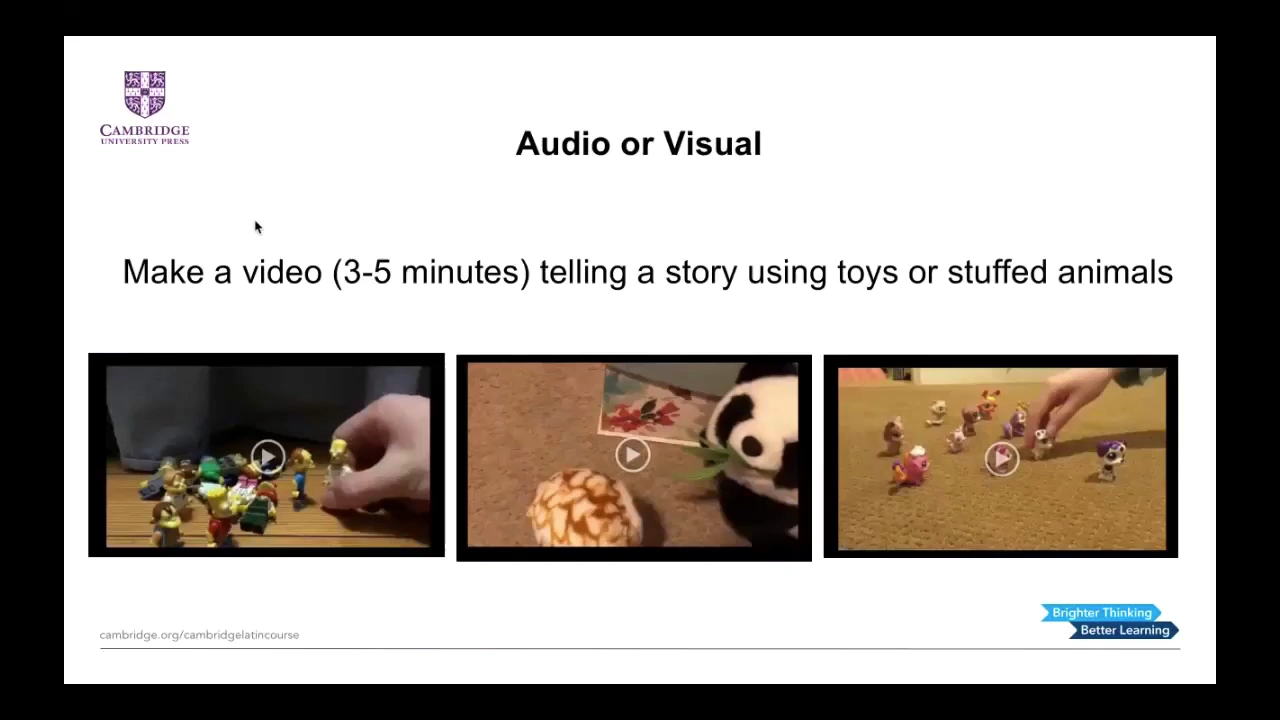 CAMBRIDGE
UNIVERSITY PRESS
Audio or Visual
Make a video (3-5 minutes) telling a story using toys or stuffed animals
Brighter Thinking
Better Learning
cambridge.org/cambridgelatincourse